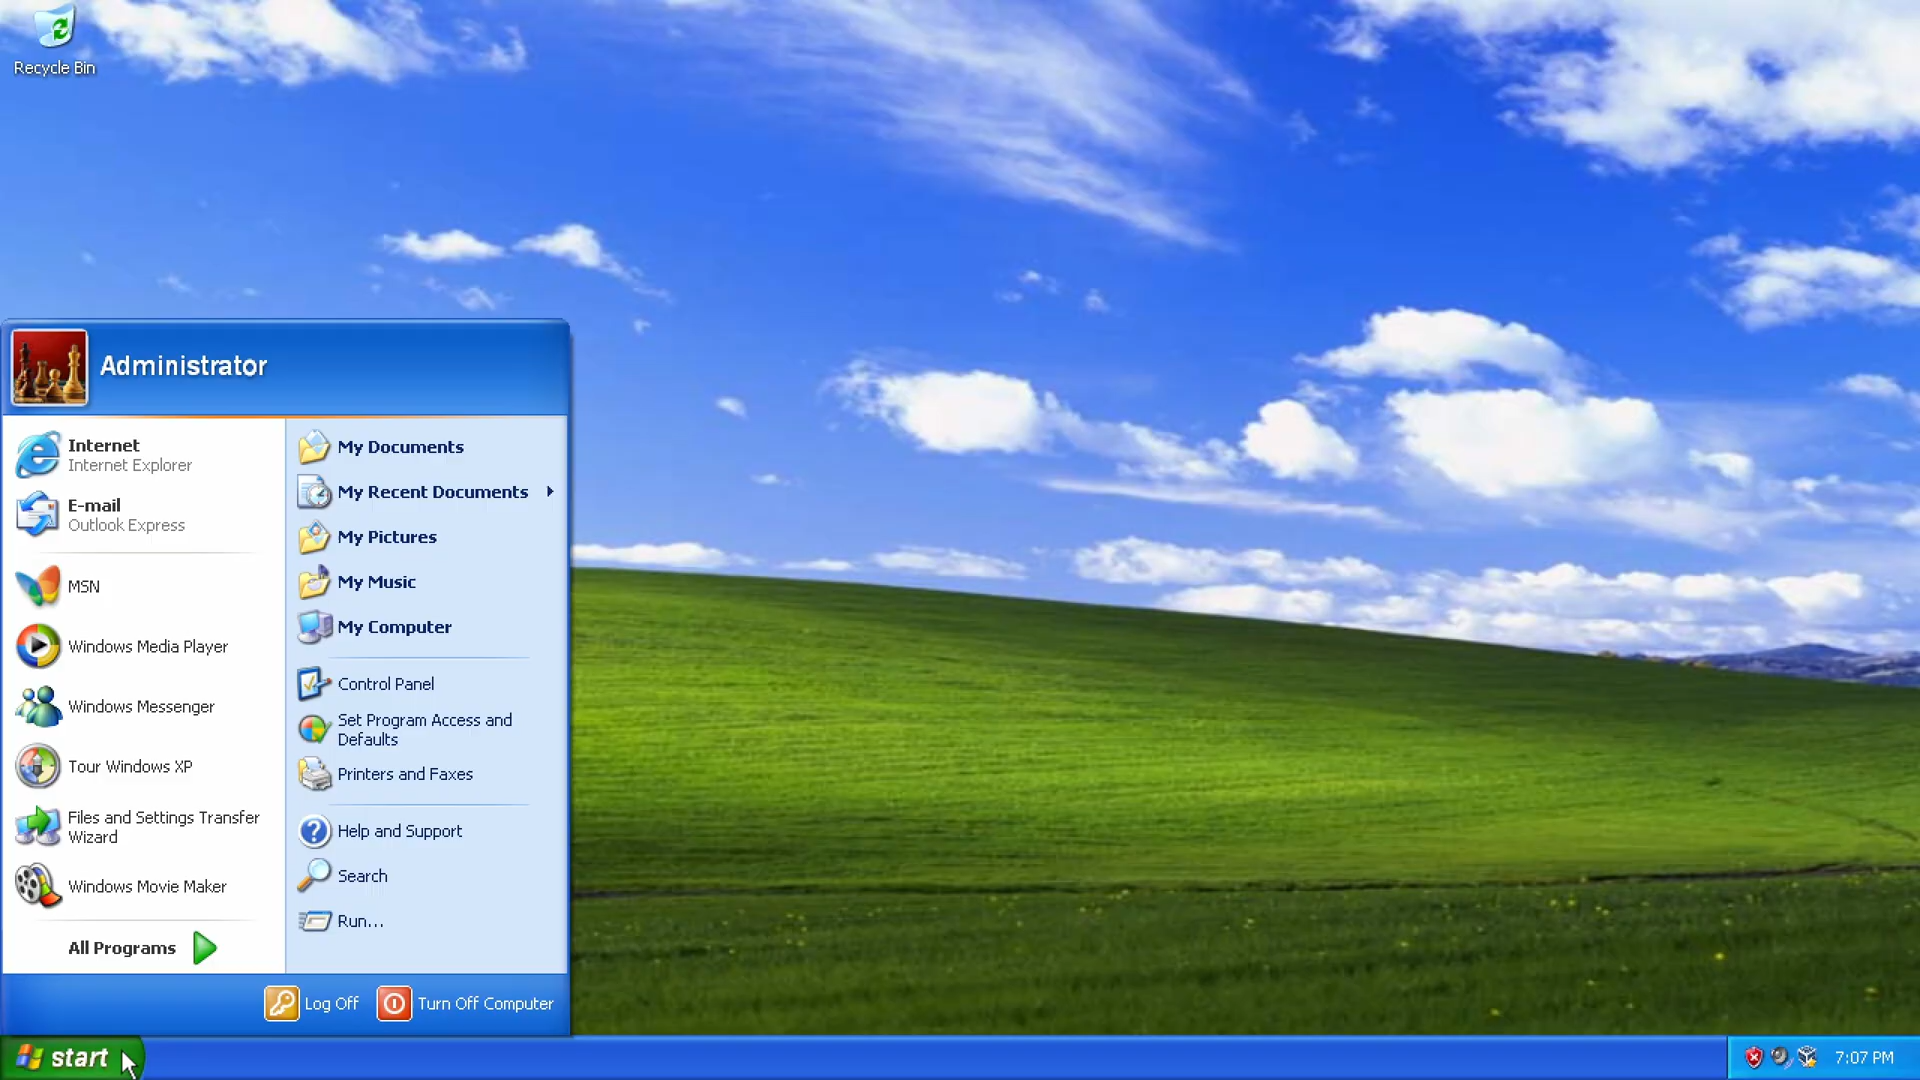 Recycle Bin
Administrator
Internet
Internet Explorer
E-mail
Outlook Express
MSN
Windows Media Player
Windows Messenger
Tour Windows XP
Files and Settings Transfer
Wizard
Windows Movie Maker
All Programs
My Documents
My Recent Documents
My Pictures
My Music
My Computer
Control Panel
Set Program Access and
Defaults
Printers and Faxes
Help and Support
Search
Run...
Log Off
Turn Off Computer
start
7:07 PM